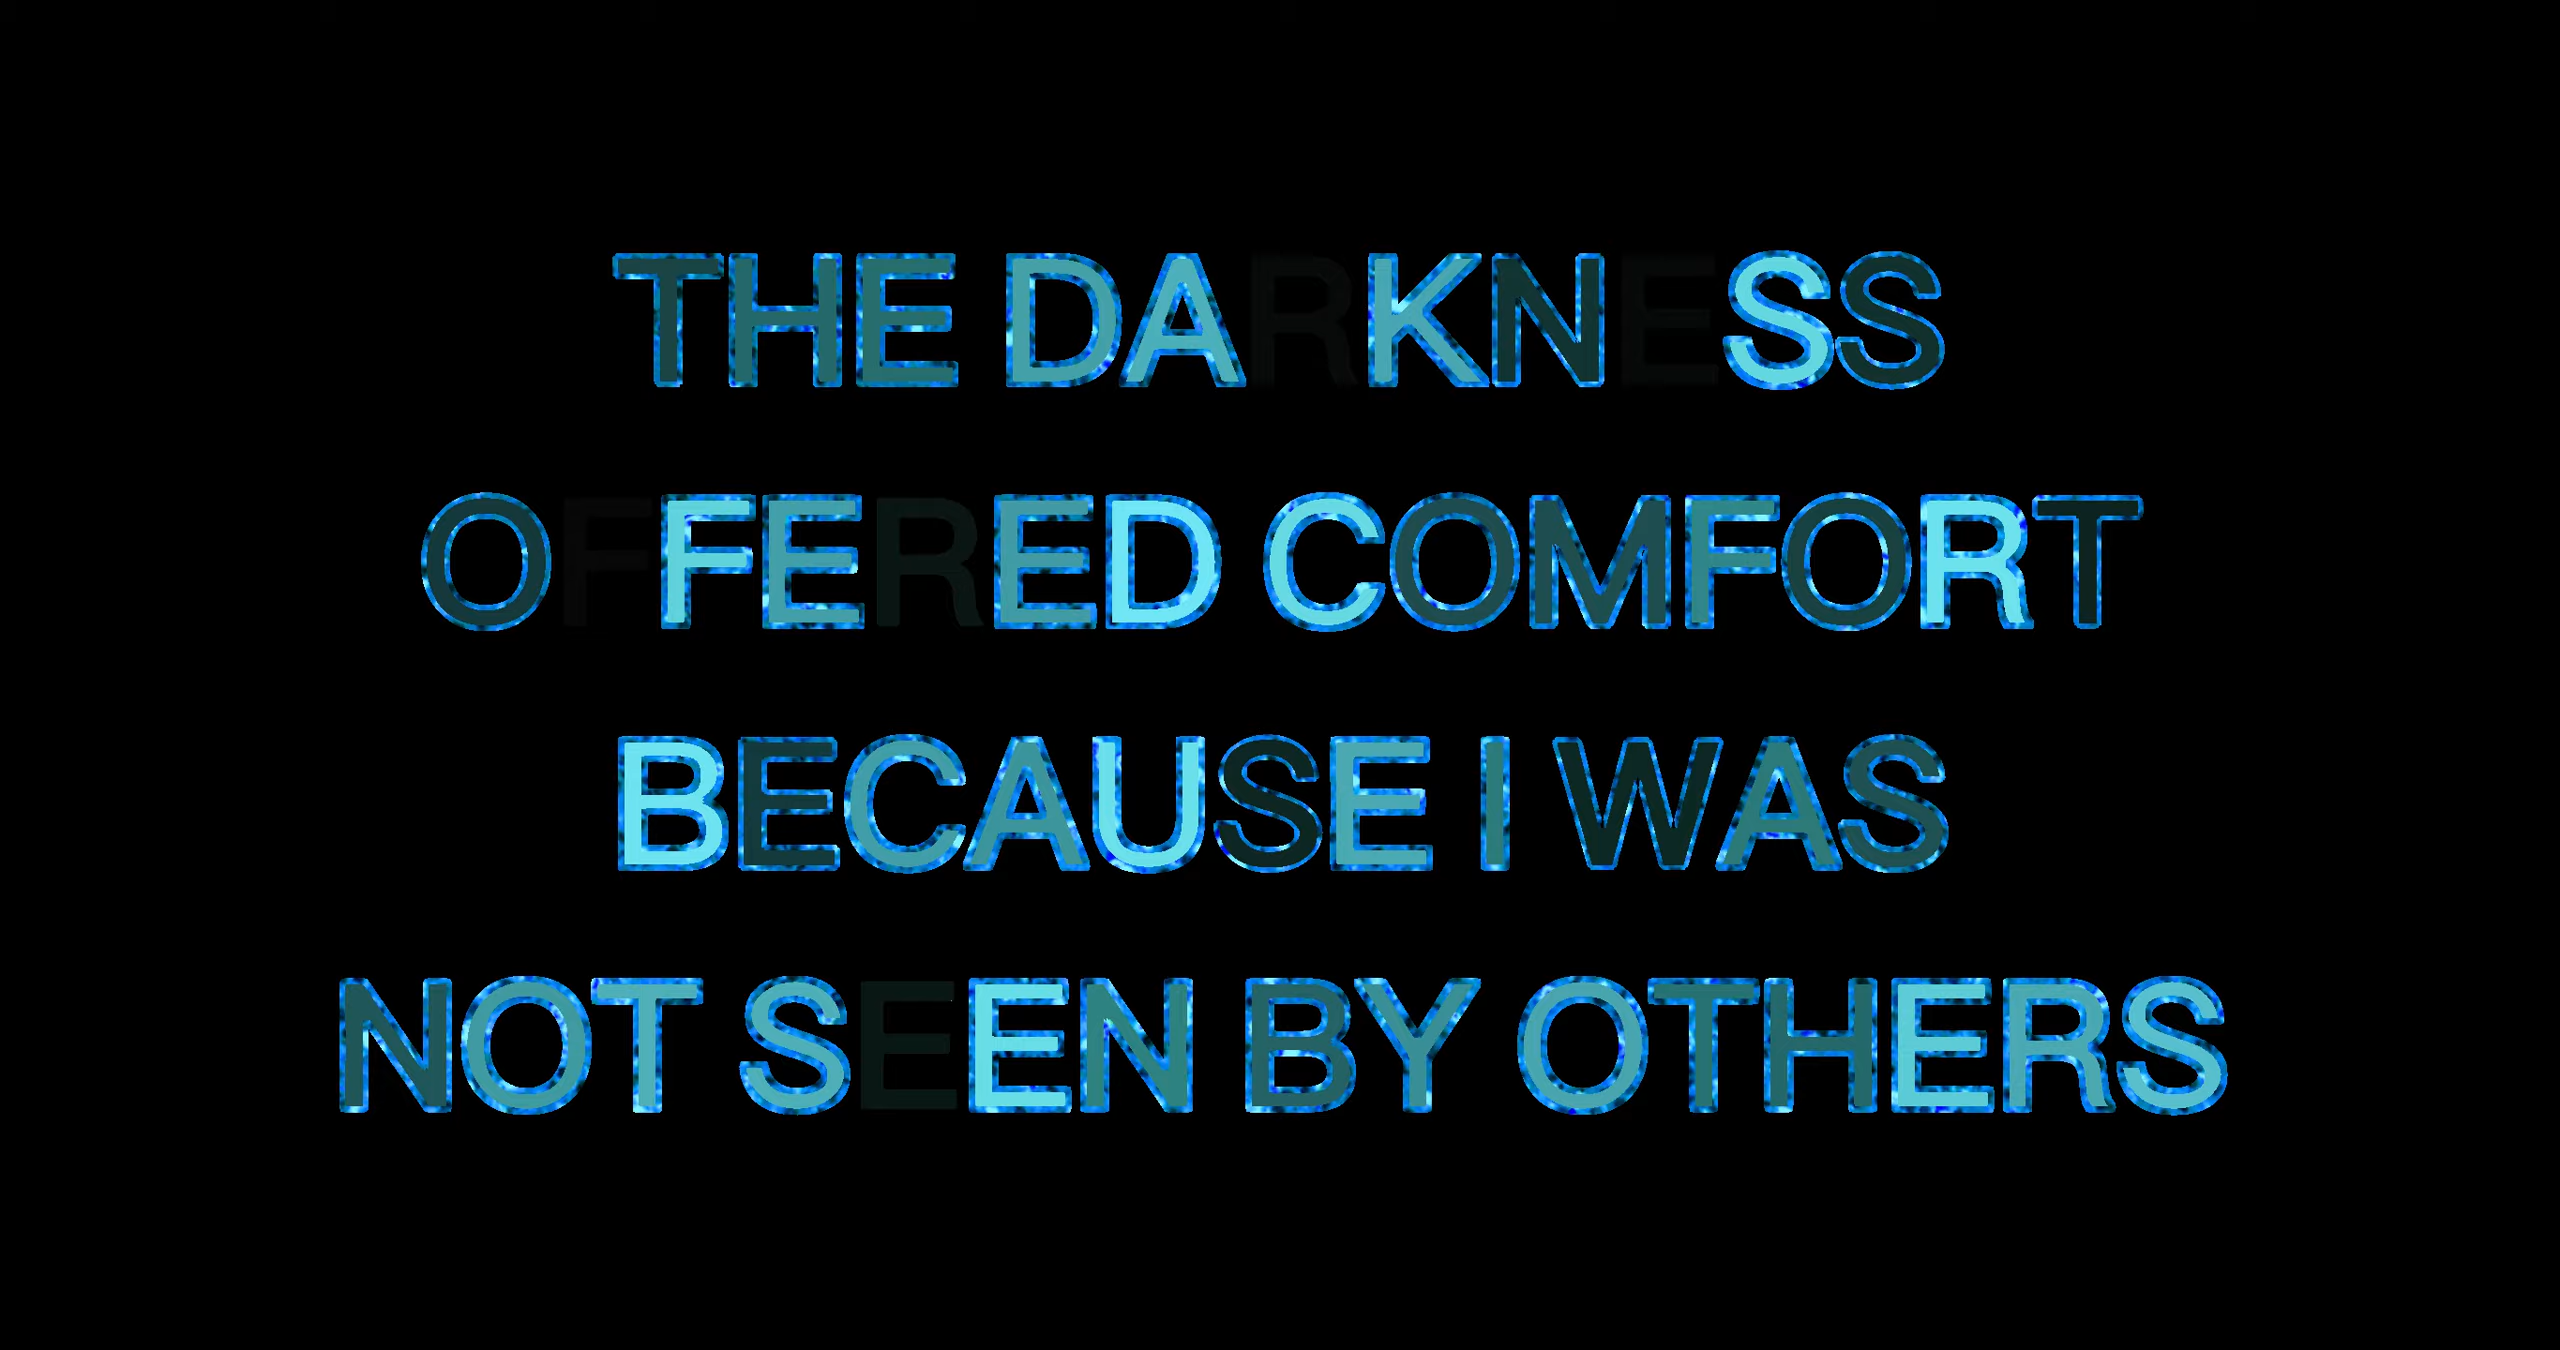 THE DARKNESS
OFFERED COMFORT
BECAUSE I WAS
NOT SEEN BY OTHERS